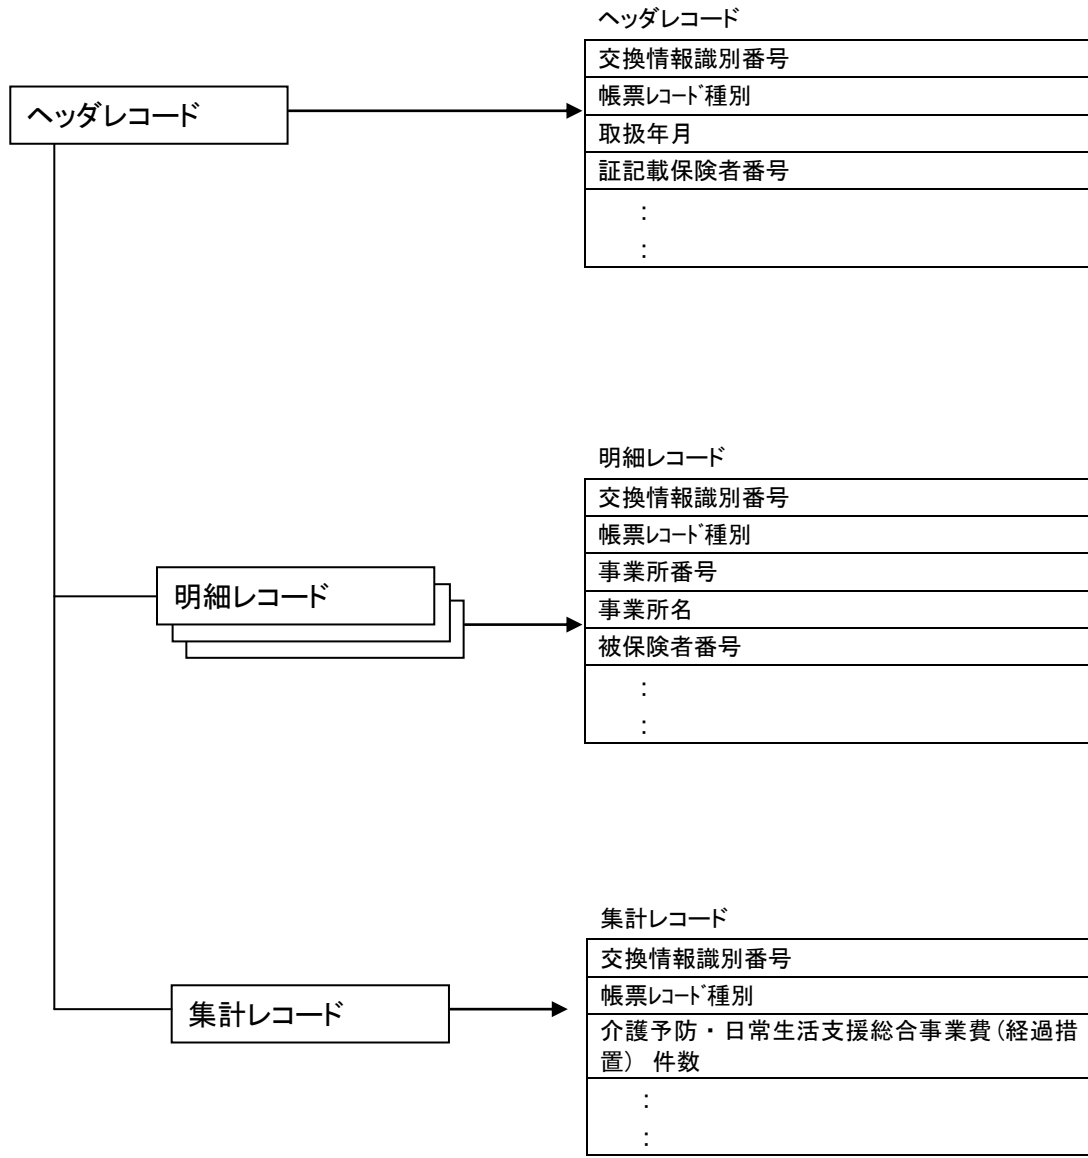 ヘッダレコード
ヘッダレコード
交換情報識別番号
帳票ﾚｺｰﾄﾞ種別
取扱年月
証記載保険者番号
：
：
明細レコード
明細レコード
交換情報識別番号
帳票ﾚｺｰﾄﾞ種別
事業所番号
事業所名
被保険者番号
：
：
集計レコード
集計レコード
交換情報識別番号
帳票ﾚｺｰﾄﾞ種別
介護予防・日常生活支援総合事業費（経過措
置） 件数
：
：